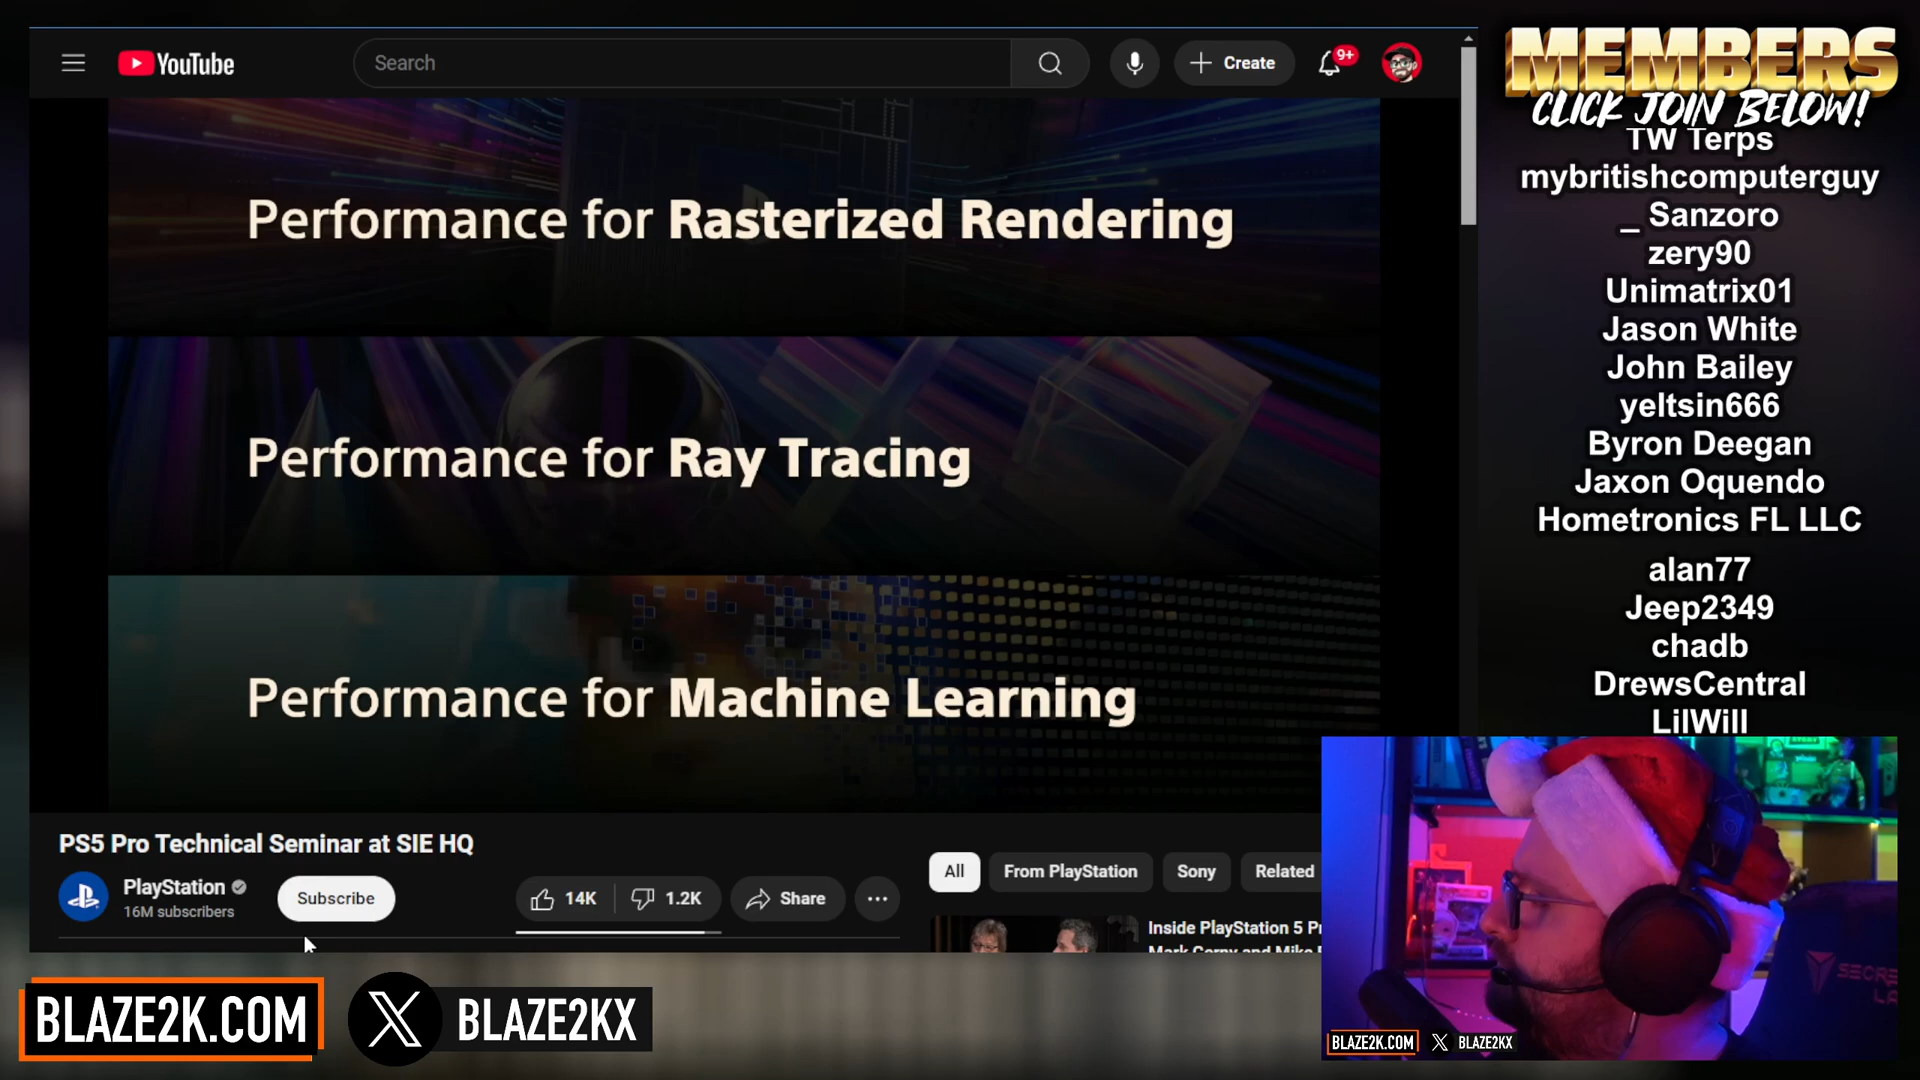 YouTube
Search
Create
9+
Performance for Rasterized Rendering
Performance for Ray Tracing
Performance for Machine Learning
PS5 Pro Technical Seminar at SIE HQ
PlayStation
16M subscribers
Subscribe
14K
1.2K
Share
All
From PlayStation
Sony
Related
Inside PlayStation 5 P
MEMBERS
CLICK JOIN BELOW!
TW Terps
mybritishcomputerguy
_ Sanzoro
zery90
Unimatrix01
Jason White
John Bailey
yeltsin666
Byron Deegan
Jaxon Oquendo
Hometronics FL LLC
alan77
Jeep2349
chadb
DrewsCentral
LilWill
BLAZE2K.COM
BLAZE2KX
BLAZE2K.COM
BLAZE2KX